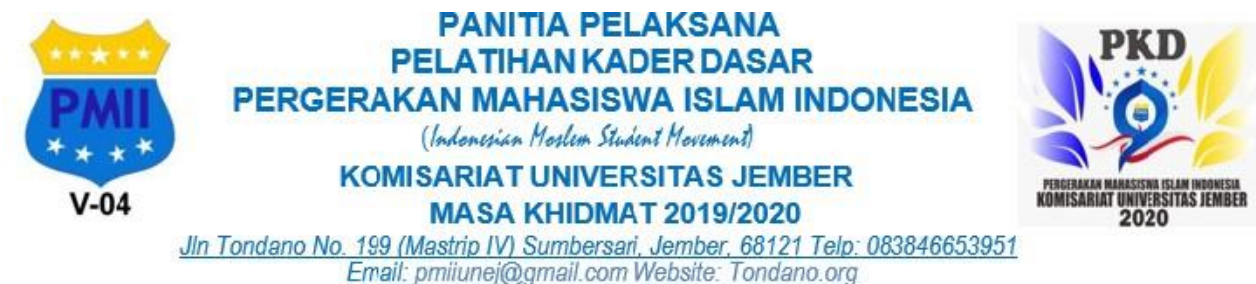 PANITIA PELAKSANA
PELATIHAN KADER DASAR
PERGERAKAN MAHASISWA ISLAM INDONESIA
(Indonesian Moslem Student Movement)
KOMISARIAT UNIVERSITAS JEMBER
MASA KHIDMAT 2019/2020
Jln Tondano No. 199 (Mastrip IV) Sumbersari, Jember, 68121 Telp: 083846653951
Email: pmiiunej@gmail.com Website: Tondano.org
PMII
V-04
PKD
PERGERAKAN MAHASISWA ISLAM INDONESIA
KOMISARIAT UNIVERSITAS JEMBER
2020